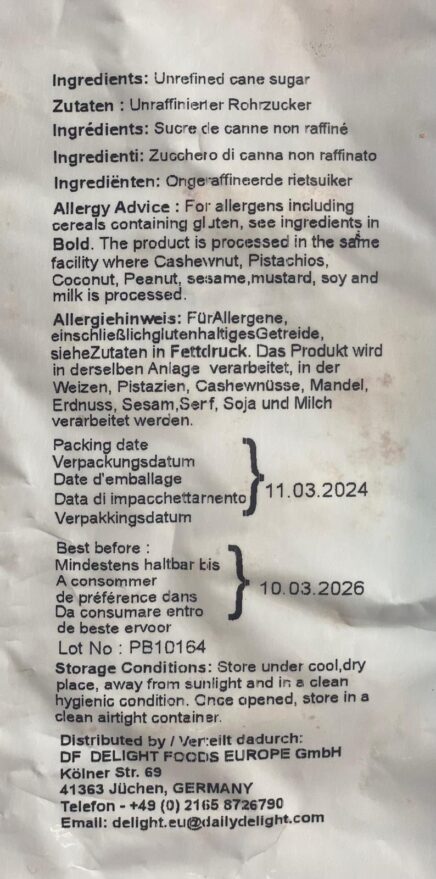 Ingredients: Unrefined cane sugar
Zutaten : Unraffinierter Rohrzucker
Ingrédients: Sucre de canne non raffiné
Ingredienti: Zucchero di canna non raffinato
Ingrediënten: Ongeraffineerde rietsuiker
Allergy Advice : For allergens including
cereals containing gluten, see ingredients in
Bold. The product is processed in the same
facility where Cashewnut, Pistachios,
Coconut, Peanut, sesame,mustard, soy and
milk is processed.
Allergiehinweis: FürAllergene,
einschließlichglutenhaltigesGetreide,
sieheZutaten in Fettdruck. Das Produkt wird
in derselben Anlage verarbeitet, in der
Weizen, Pistazien, Cashewnüsse, Mandel,
Erdnuss, Sesam,Senf, Soja und Milch
verarbeitet werden.
Packing date
Verpackungsdatum
Date d'emballage
Data di impacchettamento
Verpakkingsdatum
11.03.2024
Best before :
Mindestens haltbar bis
A consommer
de préférence dans
Da consumare entro
de beste ervoor
10.03.2026
Lot No : PB10164
Storage Conditions: Store under cool,dry
place, away from sunlight and in a clean
hygienic condition. Once opened, store in a
clean airtight container.
Distributed by / Verteilt dadurch:
DF DELIGHT FOODS EUROPE GmbH
Kölner Str. 69
41363 Jüchen, GERMANY
Telefon - +49 (0) 2165 8726790
Email: delight.eu@dailydelight.com